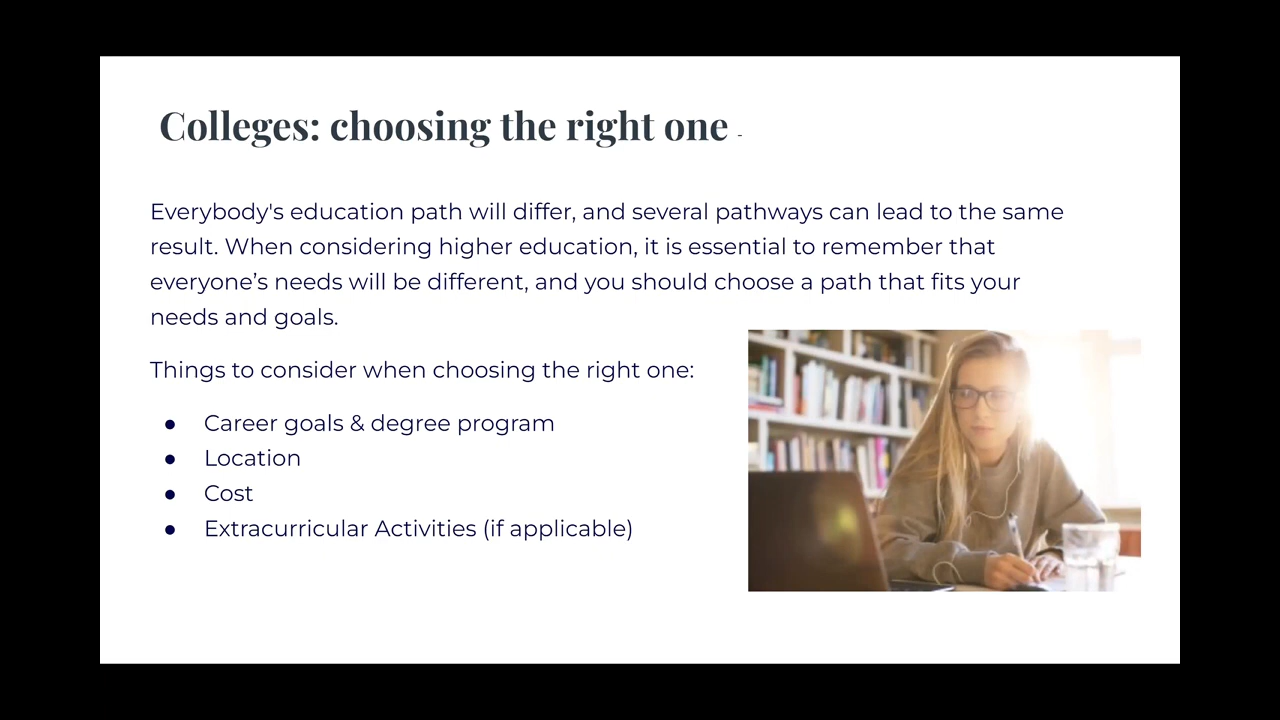 Colleges: choosing the right one -
Everybody's education path will differ, and several pathways can lead to the same
result. When considering higher education, it is essential to remember that
everyone’s needs will be different, and you should choose a path that fits your
needs and goals.
Things to consider when choosing the right one:
● Career goals & degree program
● Location
● Cost
● Extracurricular Activities (if applicable)